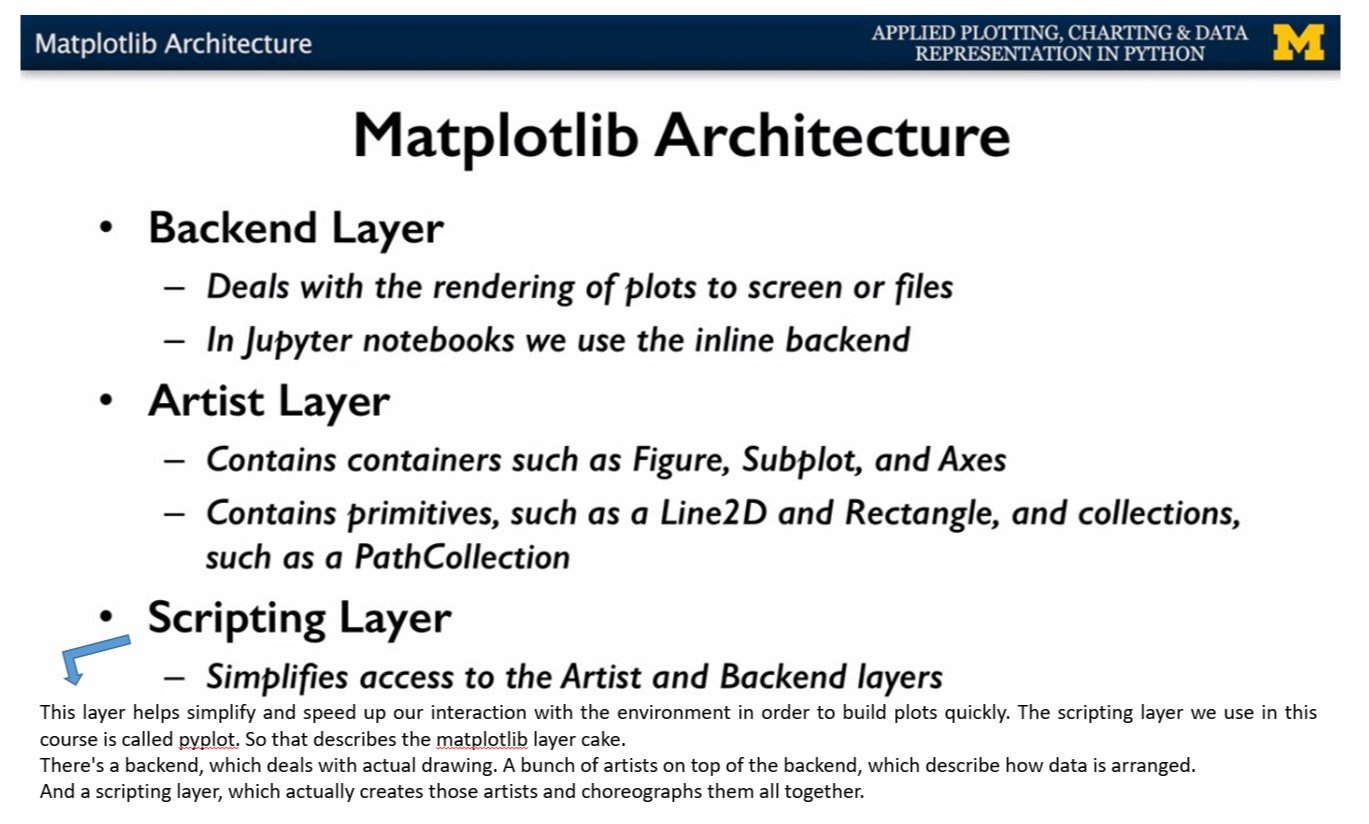 Matplotlib Architecture
APPLIED PLOTTING, CHARTING & DATA
REPRESENTATION IN PYTHON
M
Matplotlib Architecture
• Backend Layer
– Deals with the rendering of plots to screen or files
– In Jupyter notebooks we use the inline backend
• Artist Layer
– Contains containers such as Figure, Subplot, and Axes
– Contains primitives, such as a Line2D and Rectangle, and collections,
such as a PathCollection
• Scripting Layer
– Simplifies access to the Artist and Backend layers
This layer helps simplify and speed up our interaction with the environment in order to build plots quickly. The scripting layer we use in this
course is called pyplot. So that describes the matplotlib layer cake.
There's a backend, which deals with actual drawing. A bunch of artists on top of the backend, which describe how data is arranged.
And a scripting layer, which actually creates those artists and choreographs them all together.